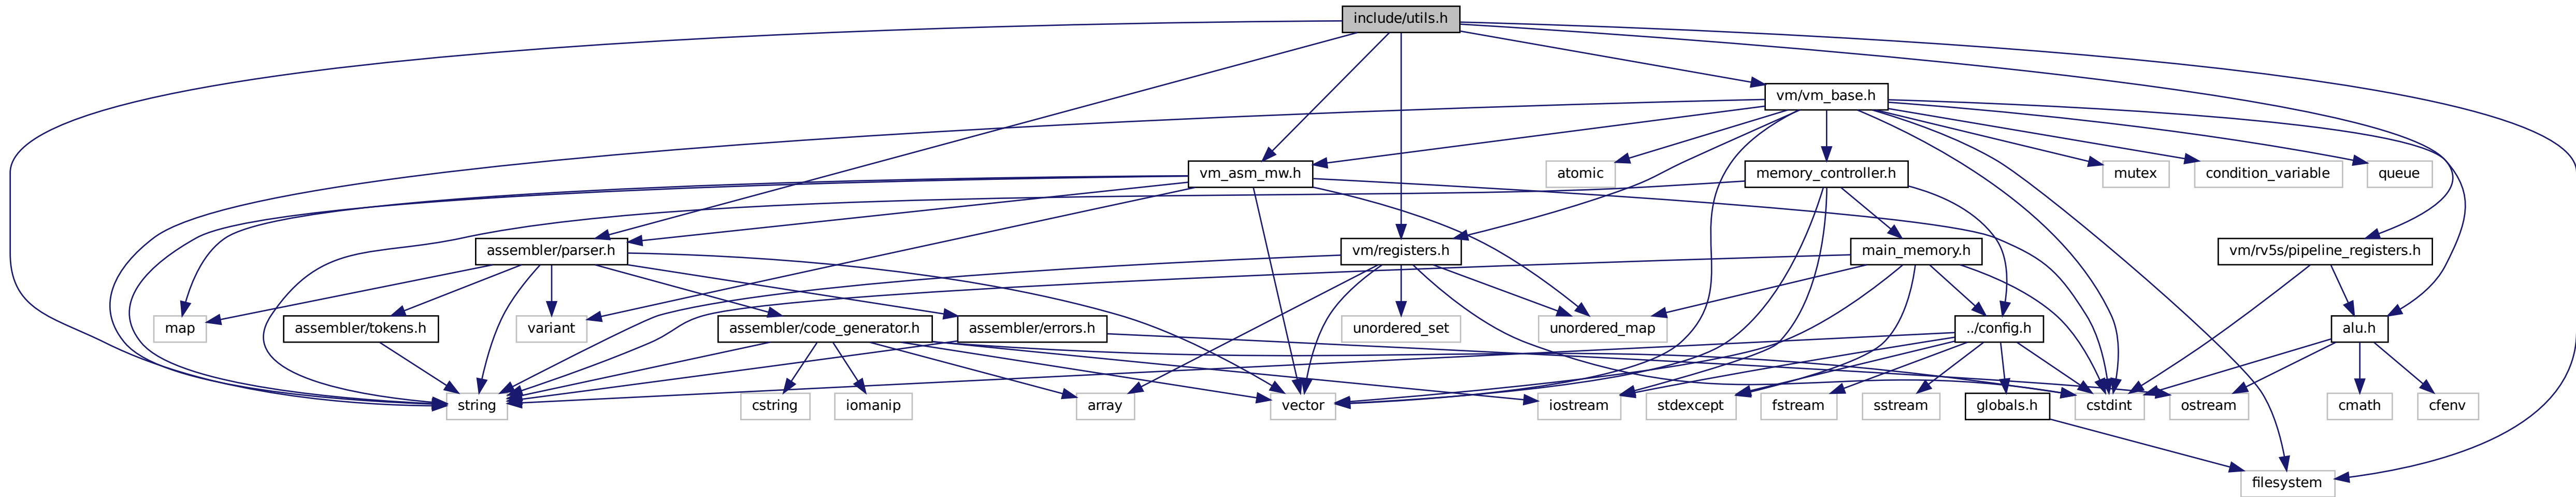 include/utils.h
vm/vm_base.h
vm_asm_mw.h
atomic
memory_controller.h
mutex
condition_variable
queue
assembler/parser.h
vm/registers.h
main_memory.h
vm/rv5s/pipeline_registers.h
map
assembler/tokens.h
variant
assembler/code_generator.h
assembler/errors.h
unordered_set
unordered_map
../config.h
alu.h
string
cstring
iomanip
array
vector
iostream
stdexcept
fstream
sstream
globals.h
cstdint
ostream
cmath
cfenv
filesystem